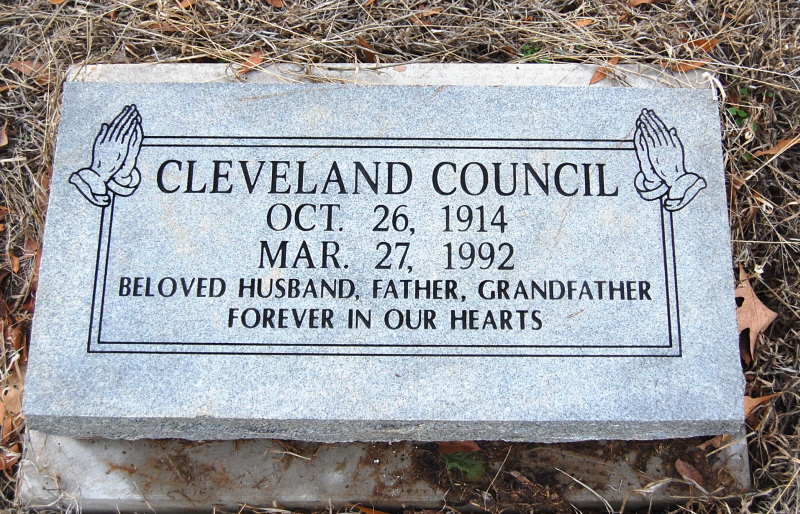 CLEVELAND COUNCIL
OCT. 26, 1914
MAR. 27, 1992
BELOVED HUSBAND, FATHER, GRANDFATHER
FOREVER IN OUR HEARTS